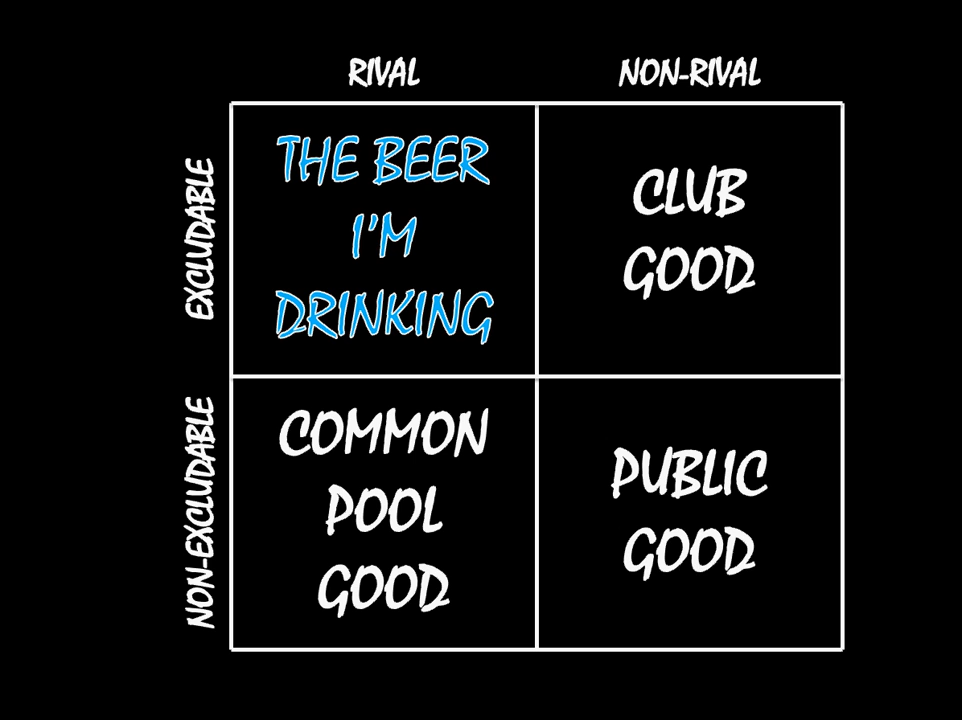 RIVAL
NON-RIVAL
EXCLUDABLE
THE BEER
I'M
DRINKING
CLUB
GOOD
NON-EXCLUDABLE
COMMON
POOL
GOOD
PUBLIC
GOOD